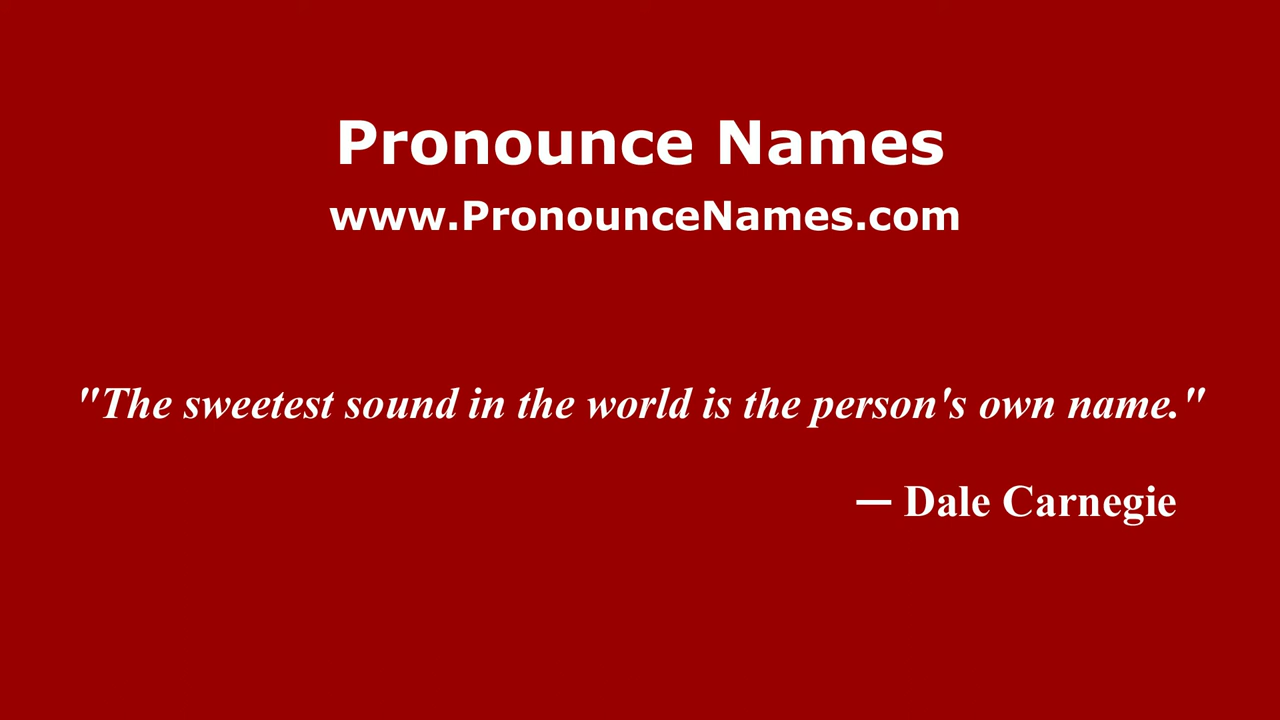 Pronounce Names
www.PronounceNames.com
"The sweetest sound in the world is the person's own name."
— Dale Carnegie